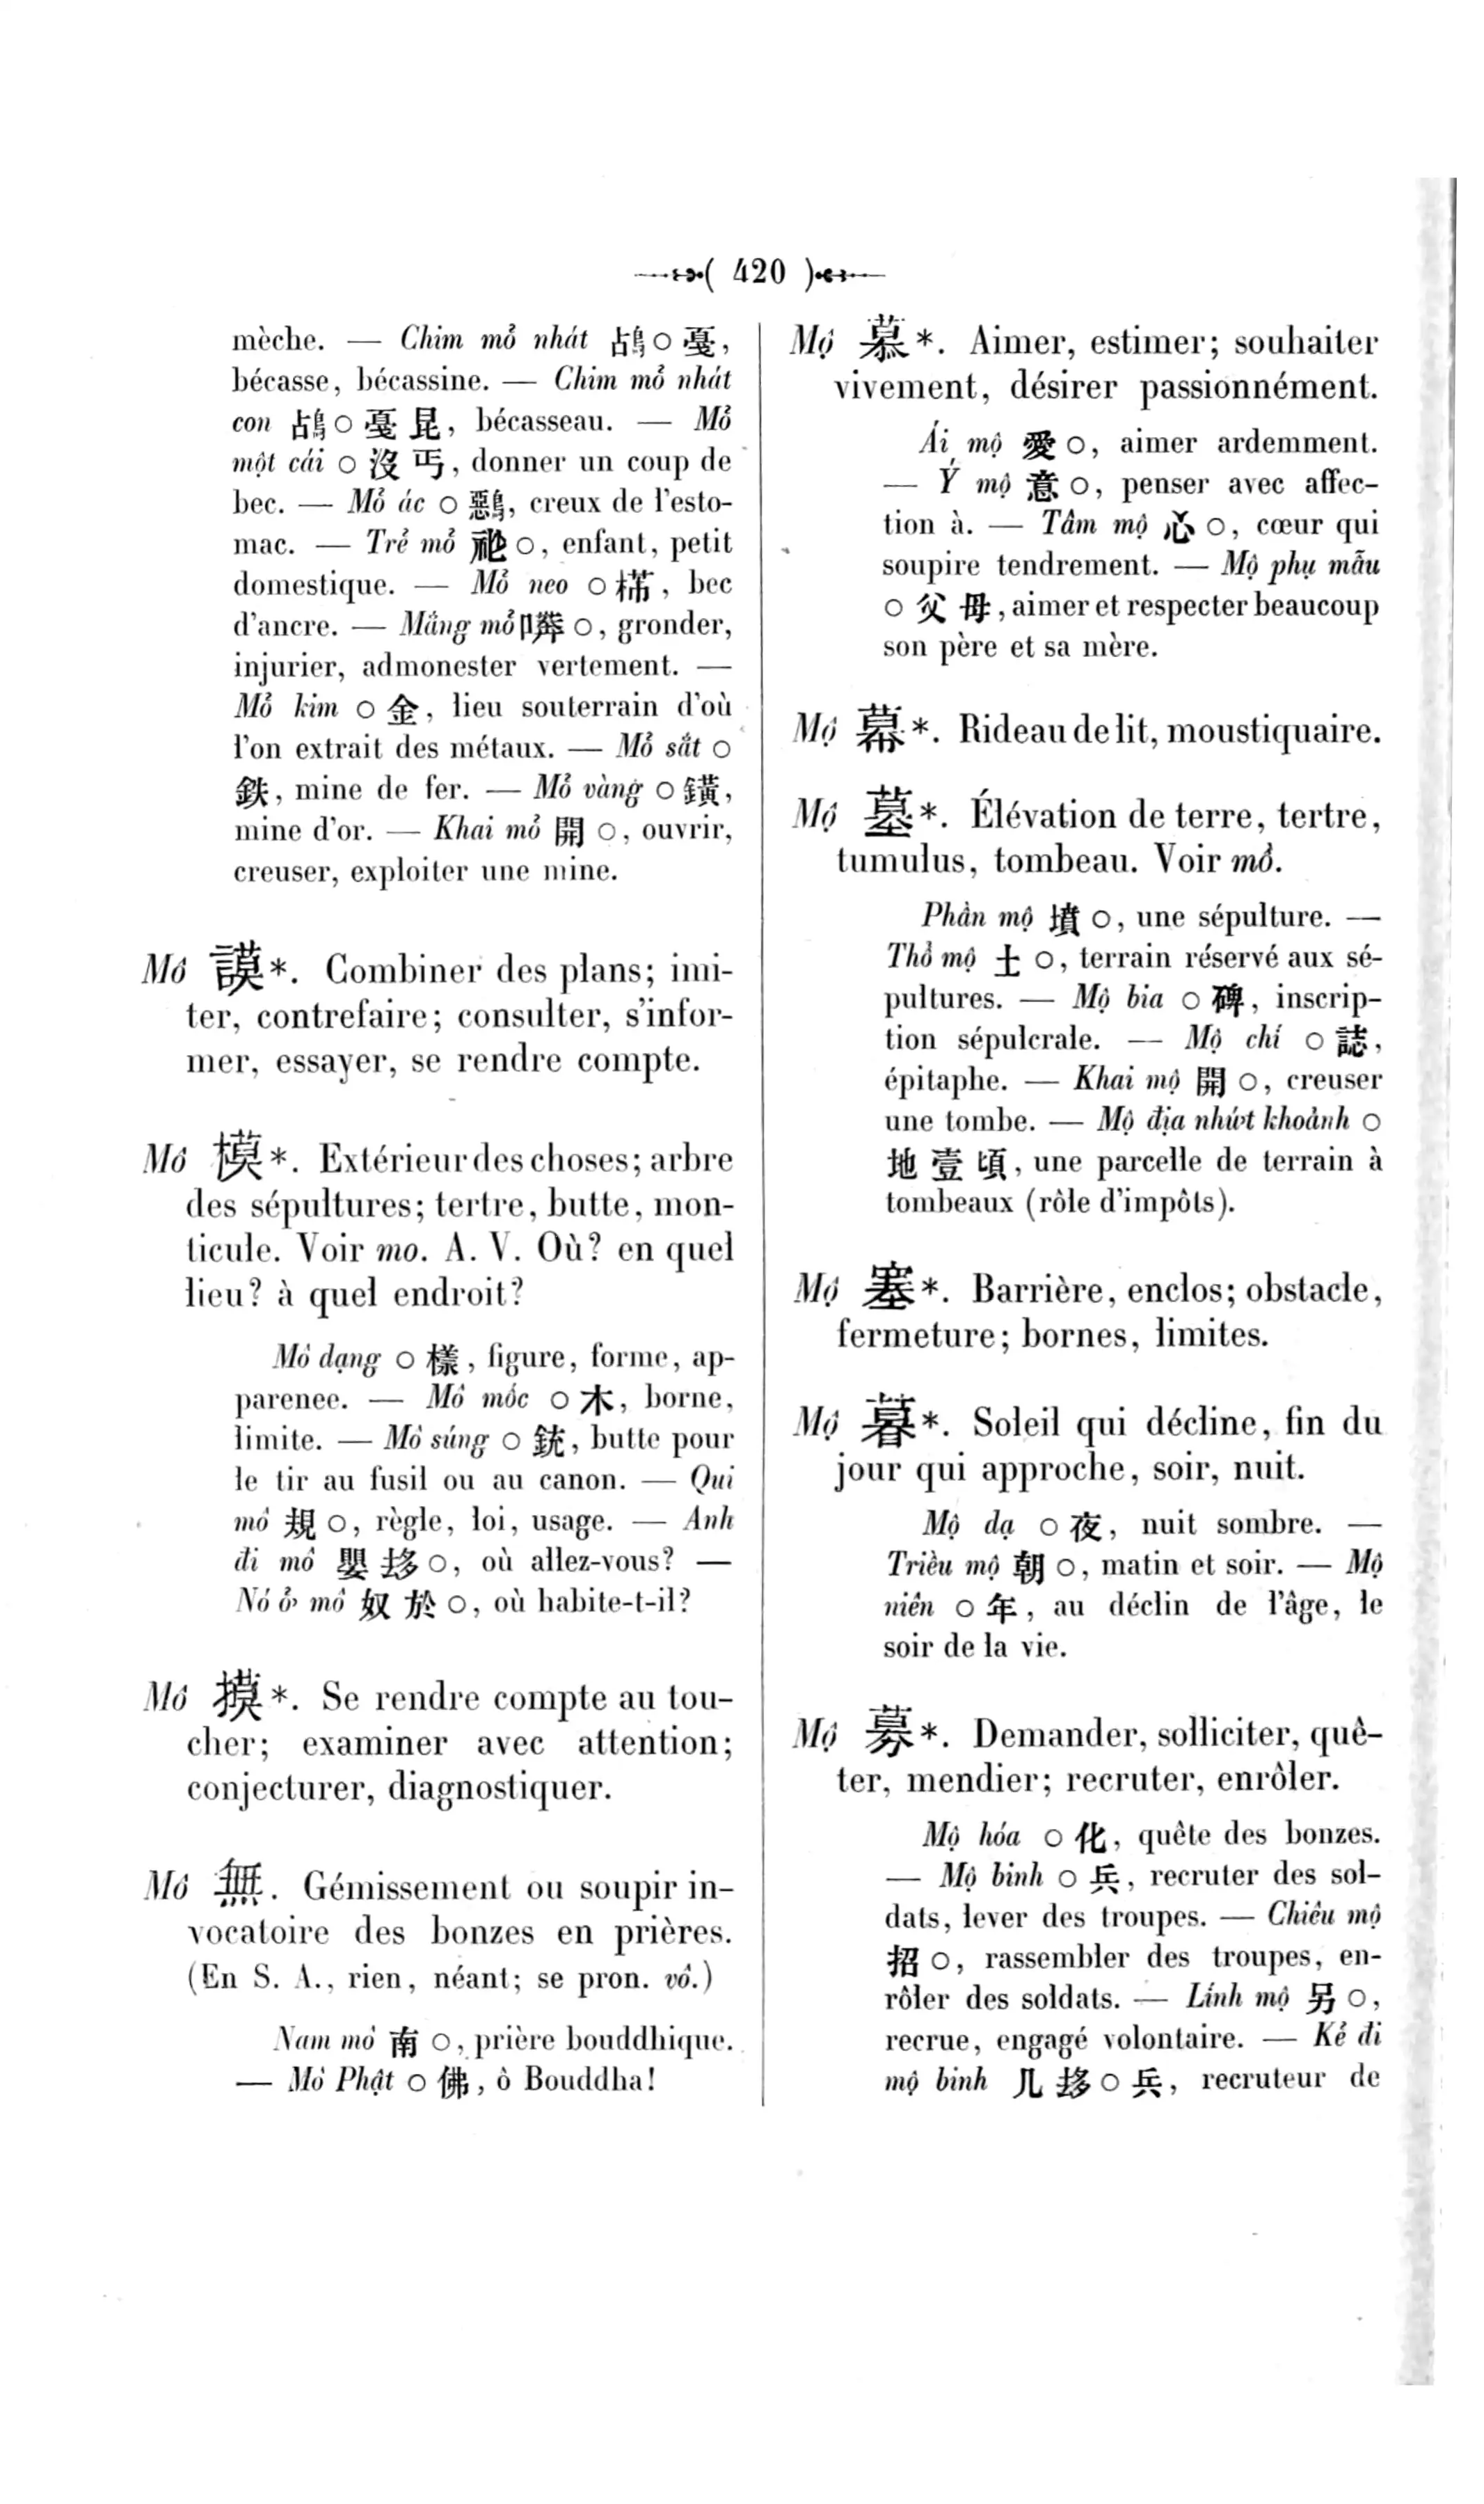 ( 420 )
mèche. — Chim mỏ nhát 鴣 ○ 戛,
bécasse, bécassine. — Chim mỏ nhát
con 鴣 ○ 戛 昆, bécasseau. — Mỏ
một cái ○ 沒 丐, donner un coup de
bec. — Mỏ ác ○ 鵶, creux de l'esto-
mac. — Trẻ mỏ ○, enfant, petit
domestique. — Mỏ neo ○, bec
d'ancre. — Mắng mỏ ○, gronder,
injurier, admonester vertement. —
Mỏ kim ○ 金, lieu souterrain d'où
l'on extrait des métaux. — Mỏ sắt ○
鉄, mine de fer. — Mỏ vàng ○ 鐄,
mine d'or. — Khai mỏ 開 ○, ouvrir,
creuser, exploiter une mine.
Mô 謨*. Combiner des plans; imi-
ter, contrefaire; consulter, s'infor-
mer, essayer, se rendre compte.
Mô 模*. Extérieur des choses; arbre
des sépultures; tertre, butte, mon-
ticule. Voir mo. A. V. Où? en quel
lieu? à quel endroit?
Mô dạng ○ 樣, figure, forme, ap-
parence. — Mô móc ○ 木, borne,
limite. — Mô súng ○ 銃, butte pour
le tir au fusil ou au canon. — Qui
mô 規 ○, règle, loi, usage. — Anh
đi mô 嬰 𠫾 ○, où allez-vous? —
Nó ở mô 奴 於 ○, où habite-t-il?
Mô 摸*. Se rendre compte au tou-
cher; examiner avec attention;
conjecturer, diagnostiquer.
Mô 無. Gémissement ou soupir in-
vocatoire des bonzes en prières.
(En S. A., rien, néant; se pron. vô.)
Nam mô 南 ○, prière bouddhique.
— Mô Phật ○ 佛, ô Bouddha!
Mộ 慕*. Aimer, estimer; souhaiter
vivement, désirer passionnément.
Ái mộ 愛 ○, aimer ardemment.
— Ý mộ 意 ○, penser avec affec-
tion à. — Tâm mộ 心 ○, cœur qui
soupire tendrement. — Mộ phụ mẫu
○ 父 母, aimer et respecter beaucoup
son père et sa mère.
Mộ 幕*. Rideau de lit, moustiquaire.
Mộ 墓*. Élévation de terre, tertre,
tumulus, tombeau. Voir mồ.
Phần mộ 墳 ○, une sépulture. —
Thổ mộ 土 ○, terrain réservé aux sé-
pultures. — Mộ bia ○ 碑, inscrip-
tion sépulcrale. — Mộ chí ○ 誌,
épitaphe. — Khai mộ 開 ○, creuser
une tombe. — Mộ địa nhứt khoảnh ○
地 壹 頃, une parcelle de terrain à
tombeaux (rôle d'impôts).
Mộ 塞*. Barrière, enclos; obstacle,
fermeture; bornes, limites.
Mộ 暮*. Soleil qui décline, fin du
jour qui approche, soir, nuit.
Mộ dạ ○ 夜, nuit sombre. —
Triều mộ 朝 ○, matin et soir. — Mộ
niên ○ 年, au déclin de l'âge, le
soir de la vie.
Mộ 募*. Demander, solliciter, quê-
ter, mendier; recruter, enrôler.
Mộ hóa ○ 化, quête des bonzes.
— Mộ binh ○ 兵, recruter des sol-
dats, lever des troupes. — Chiêu mộ
招 ○, rassembler des troupes, en-
rôler des soldats. — Lính mộ 另 ○,
recrue, engagé volontaire. — Kẻ đi
mộ binh 几 𠫾 ○ 兵, recruteur de